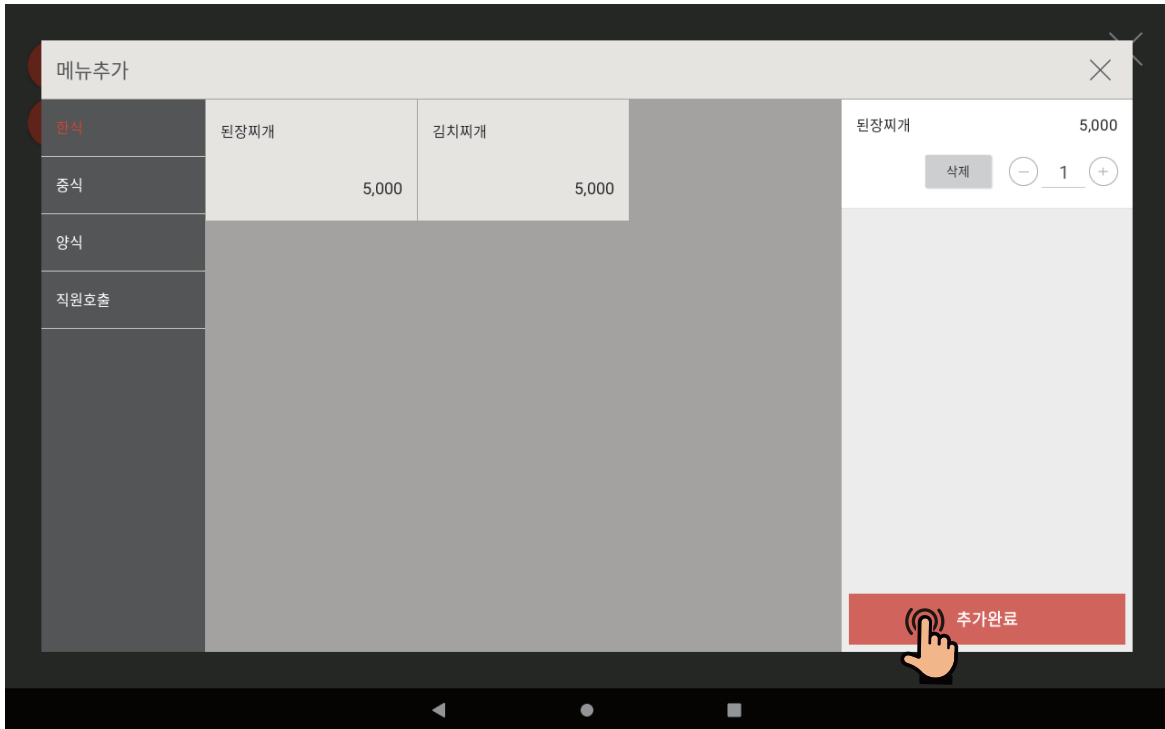 메뉴추가
한식
중식
양식
직원호출
된장찌개
5,000
김치찌개
5,000
된장찌개 5,000
삭제 1
추가완료